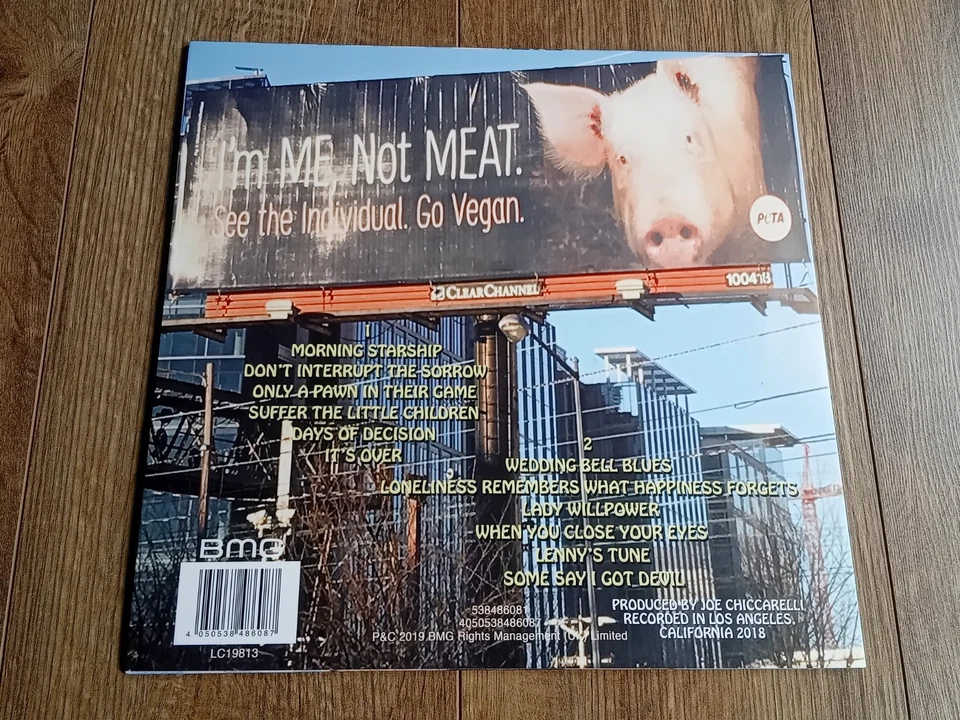 I'm ME, Not MEAT.
See the Individual. Go Vegan.
PeTA
CLEARCHANNEL
1004
1
MORNING STARSHIP
DON'T INTERRUPT THE SORROW
ONLY A PAWN IN THEIR GAME
SUFFER THE LITTLE CHILDREN
DAYS OF DECISION
IT'S OVER
2
WEDDING BELL BLUES
LONELINESS REMEMBERS WHAT HAPPINESS FORGETS
LADY WILLPOWER
WHEN YOU CLOSE YOUR EYES
LENNY'S TUNE
SOME SAY I GOT DEVIL
BMG
4 050538 486087
LC19813
538486081
4050538486087
P&C 2019 BMG Rights Management (UK) Limited
PRODUCED BY JOE CHICCARELLI
RECORDED IN LOS ANGELES,
CALIFORNIA 2018